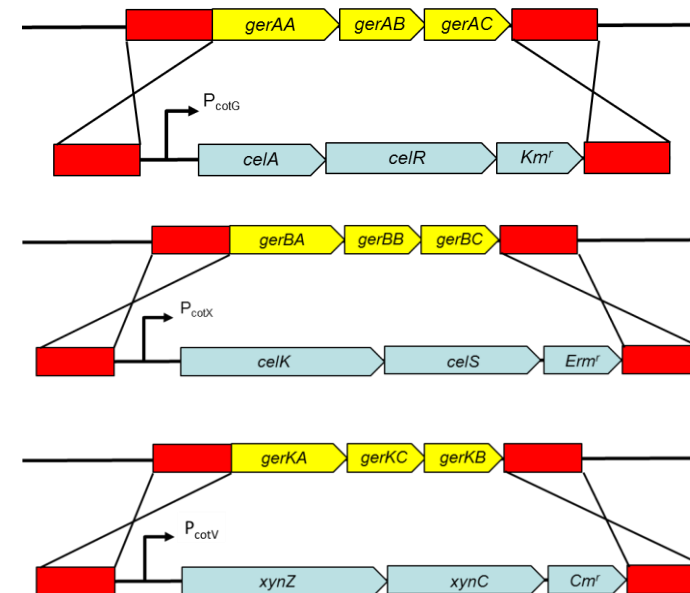 gerAA gerAB gerAC
PcotG
celA celR Kmʳ
gerBA gerBB gerBC
PcotX
celK celS Ermʳ
gerKA gerKC gerKB
PcotV
xynZ xynC Cmʳ